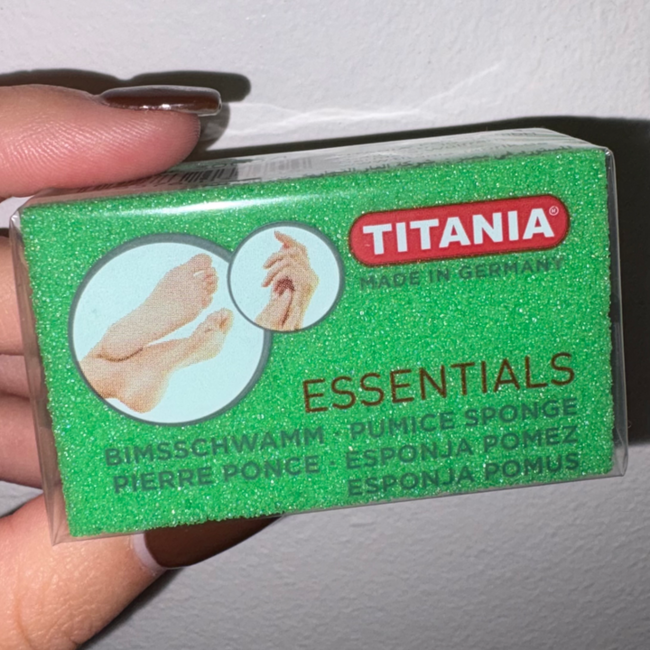 TITANIA®
MADE IN GERMANY
ESSENTIALS
BIMSSCHWAMM · PUMICE SPONGE
PIERRE PONCE · ESPONJA POMEZ
ESPONJA POMUS